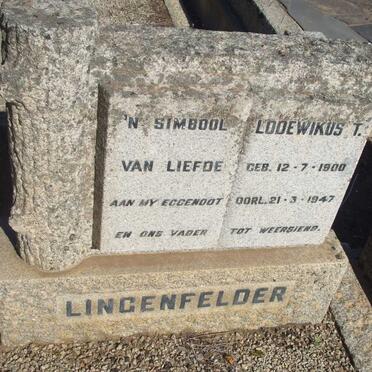 'N SIMBOOL
VAN LIEFDE
AAN MY EGGENOOT
EN ONS VADER
LODEWIKUS T.
GEB. 12-7-1900
OORL. 21-3-1947
TOT WEERSIENS.
LINGENFELDER